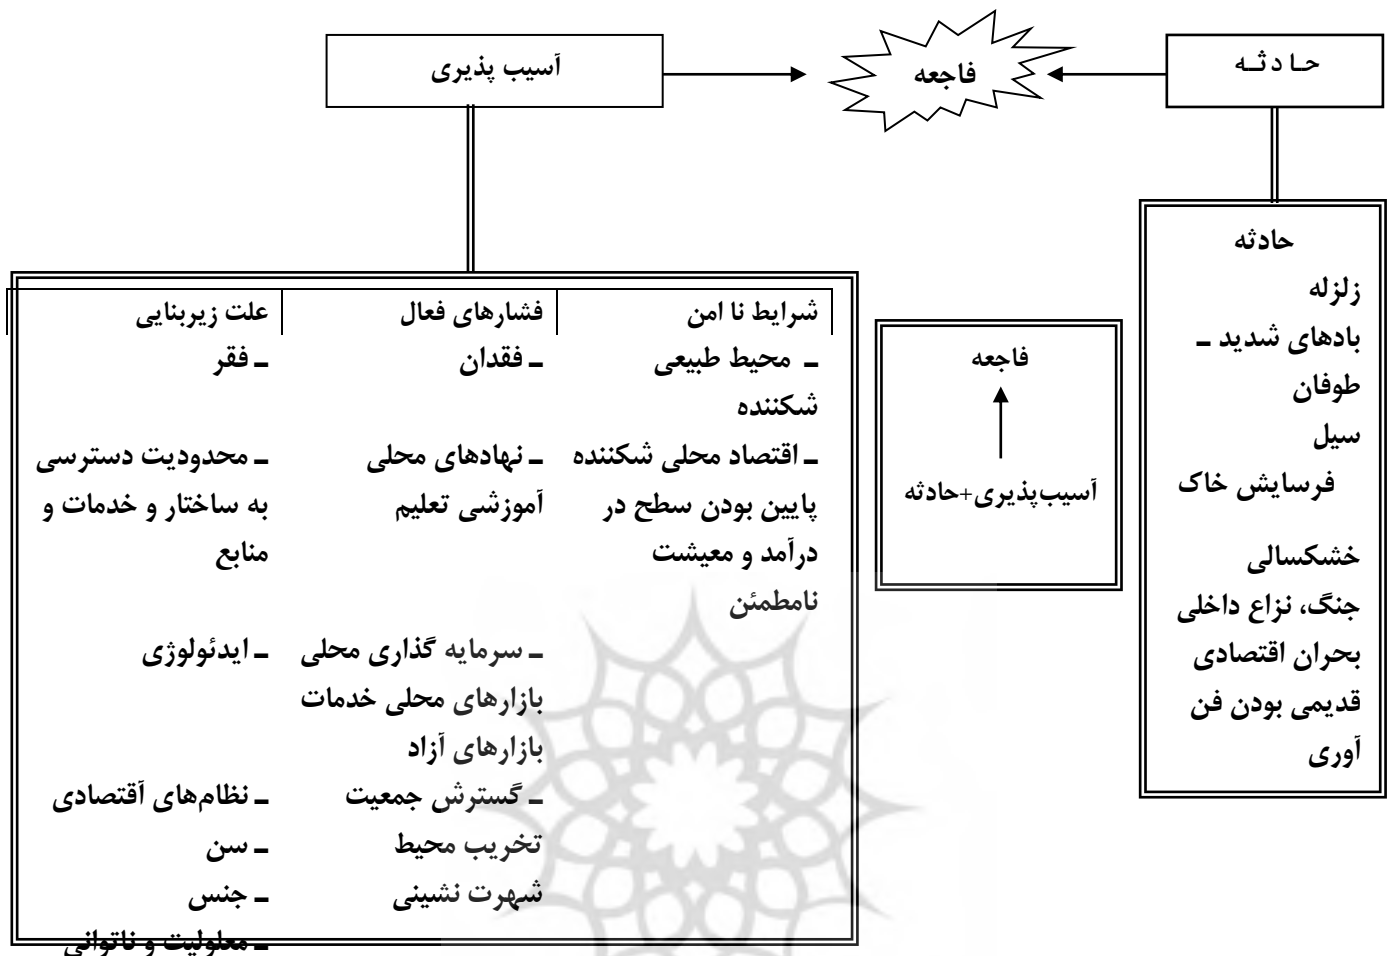 حـا دثـه
فاجعه
آسیب پذیری
حادثه
زلزله
بادهای شدید ـ
طوفان
سیل
فرسایش خاک
خشکسالی
جنگ، نزاع داخلی
بحران اقتصادی
قدیمی بودن فن
آوری
فاجعه
آسیب‌پذیری+حادثه
شرایط نا امن
ـ محیط طبیعی
شکننده
ـ اقتصاد محلی شکننده
پایین بودن سطح در
درآمد و معیشت
نامطمئن
فشارهای فعال
ـ فقدان
ـ نهادهای محلی
آموزشی تعلیم
ـ سرمایه گذاری محلی
بازارهای محلی خدمات
بازارهای آزاد
ـ گسترش جمعیت
تخریب محیط
شهرت نشینی
علت زیربنایی
ـ فقر
ـ محدودیت دسترسی
به ساختار و خدمات و
منابع
ـ ایدئولوژی
ـ نظام‌های آقتصادی
ـ سن
ـ جنس
ـ معلولیت و ناتوانی